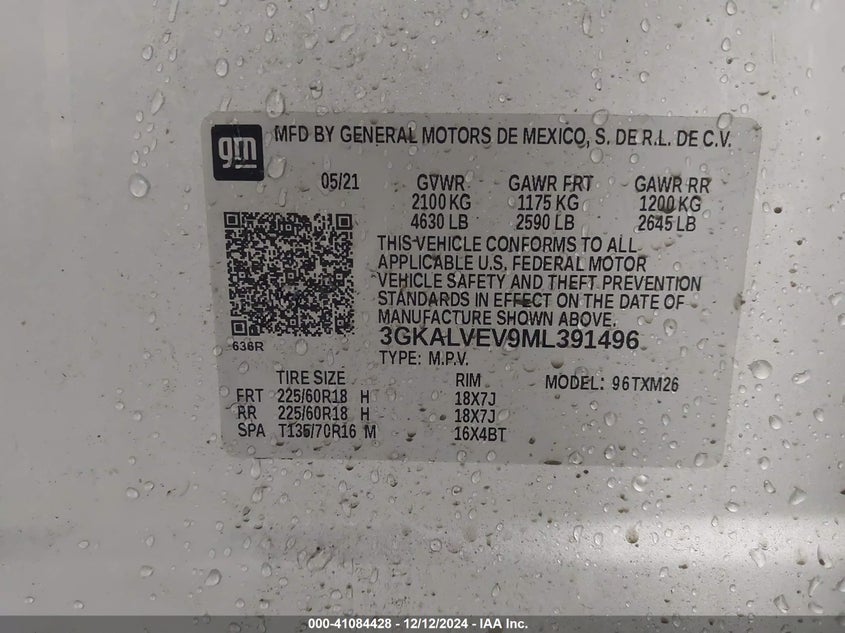 gm MFD BY GENERAL MOTORS DE MEXICO, S. DE R.L. DE C.V.
05/21 GVWR GAWR FRT GAWR RR
2100 KG 1175 KG 1200 KG
4630 LB 2590 LB 2645 LB
THIS VEHICLE CONFORMS TO ALL
APPLICABLE U.S. FEDERAL MOTOR
VEHICLE SAFETY AND THEFT PREVENTION
STANDARDS IN EFFECT ON THE DATE OF
MANUFACTURE SHOWN ABOVE.
3GKALVEV9ML391496
636R
TYPE: M.P.V.
TIRE SIZE RIM MODEL: 96TXM26
FRT 225/60R18 H 18X7J
RR 225/60R18 H 18X7J
SPA T135/70R16 M 16X4BT
000-41084428 - 12/12/2024 - IAA Inc.